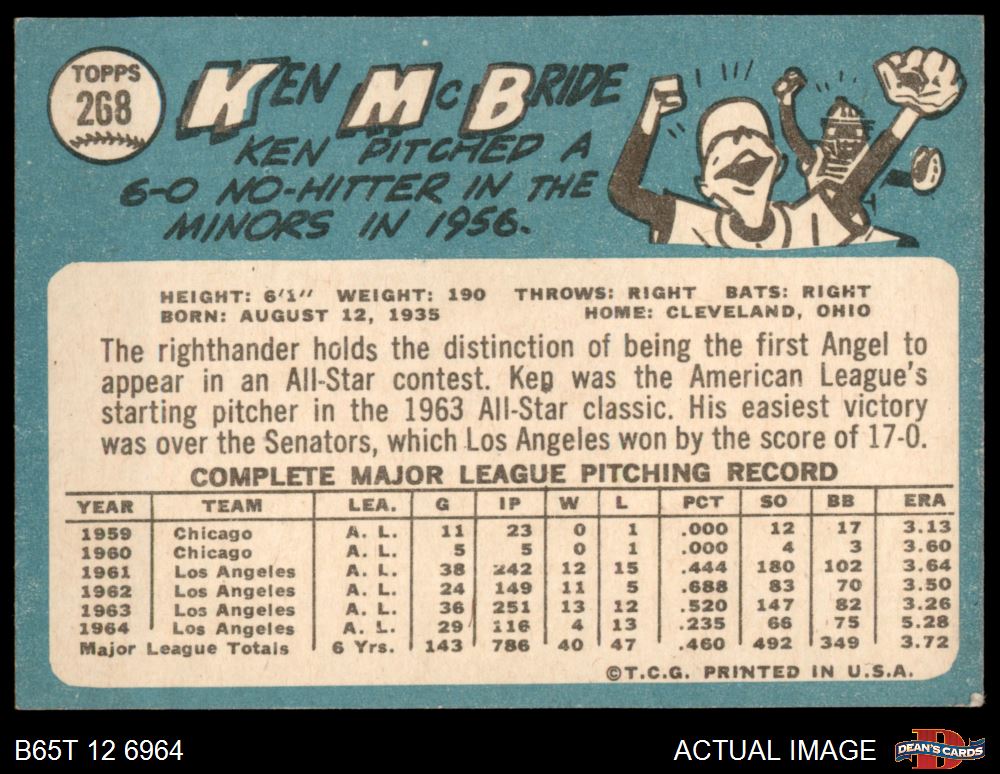 TOPPS
268
KEN McBRIDE
KEN PITCHED A
6-0 NO-HITTER IN THE
MINORS IN 1956.
HEIGHT: 6'1" WEIGHT: 190 THROWS: RIGHT BATS: RIGHT
BORN: AUGUST 12, 1935 HOME: CLEVELAND, OHIO
The righthander holds the distinction of being the first Angel to
appear in an All-Star contest. Ken was the American League's
starting pitcher in the 1963 All-Star classic. His easiest victory
was over the Senators, which Los Angeles won by the score of 17-0.
COMPLETE MAJOR LEAGUE PITCHING RECORD
YEAR TEAM LEA. G IP W L PCT SO BB ERA
1959 Chicago A. L. 11 23 0 1 .000 12 17 3.13
1960 Chicago A. L. 5 5 0 1 .000 4 3 3.60
1961 Los Angeles A. L. 38 242 12 15 .444 180 102 3.64
1962 Los Angeles A. L. 24 149 11 5 .688 83 70 3.50
1963 Los Angeles A. L. 36 251 13 12 .520 147 82 3.26
1964 Los Angeles A. L. 29 116 4 13 .235 66 75 5.28
Major League Totals 6 Yrs. 143 786 40 47 .460 492 349 3.72
©T.C.G. PRINTED IN U.S.A.
B65T 12 6964 ACTUAL IMAGE
D
DEAN'S CARDS